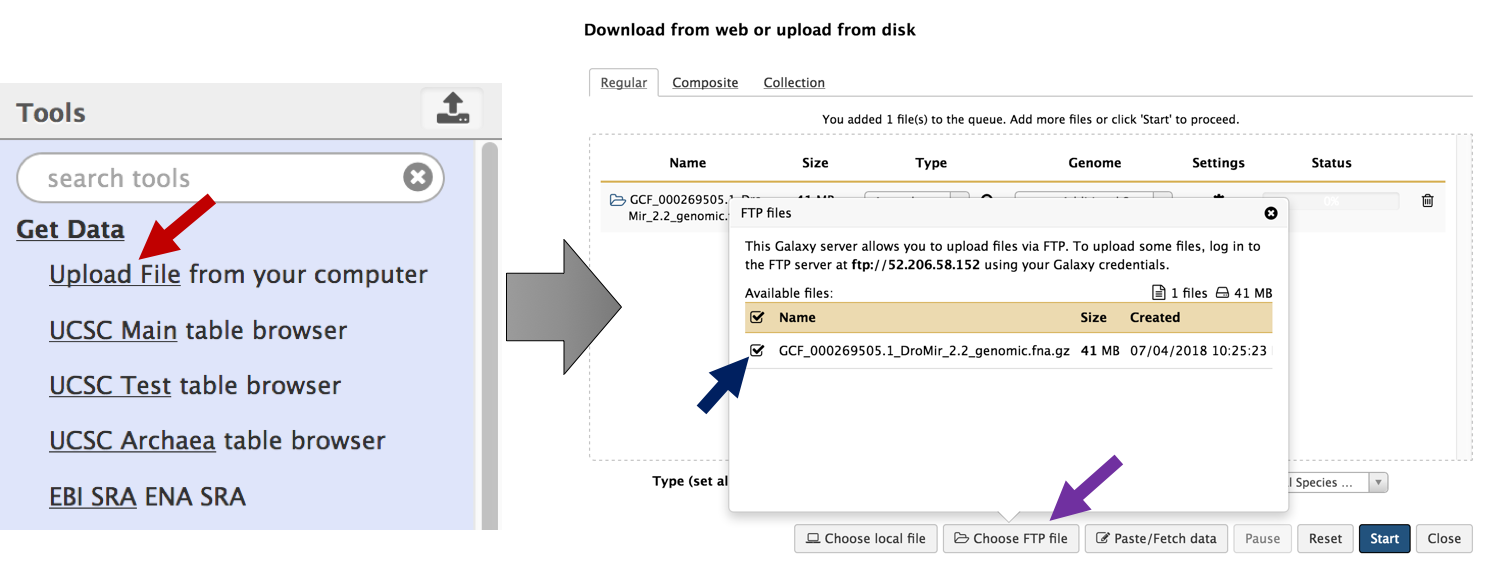 Tools
search tools
Get Data
Upload File from your computer
UCSC Main table browser
UCSC Test table browser
UCSC Archaea table browser
EBI SRA ENA SRA
Download from web or upload from disk
Regular Composite Collection
You added 1 file(s) to the queue. Add more files or click 'Start' to proceed.
Name Size Type Genome Settings Status
GCF_000269505.1_Dro
Mir_2.2_genomic.
41 MB
0%
FTP files
This Galaxy server allows you to upload files via FTP. To upload some files, log in to
the FTP server at ftp://52.206.58.152 using your Galaxy credentials.
Available files: 1 files 41 MB
Name Size Created
GCF_000269505.1_DroMir_2.2_genomic.fna.gz 41 MB 07/04/2018 10:25:23
Type (set al
Species ...
Choose local file Choose FTP file Paste/Fetch data Pause Reset Start Close